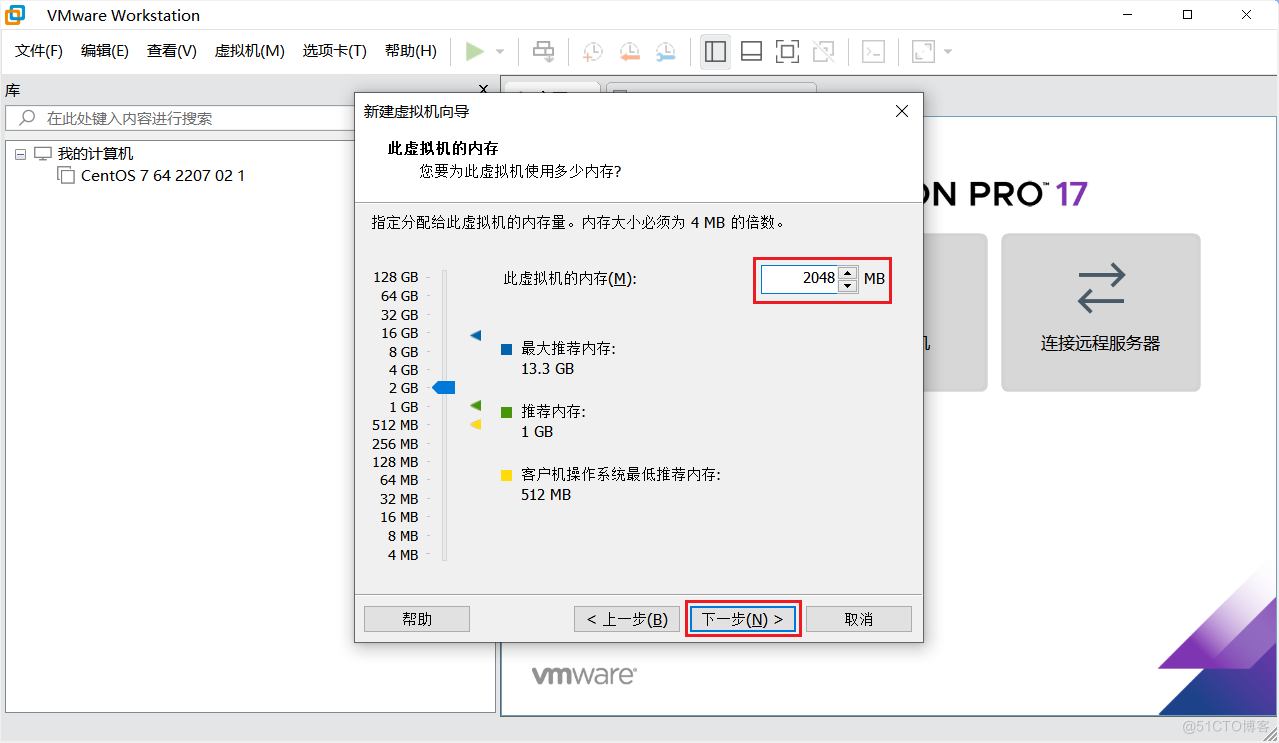 VMware Workstation
文件(F) 编辑(E) 查看(V) 虚拟机(M) 选项卡(T) 帮助(H)
库
在此处键入内容进行搜索
我的计算机
CentOS 7 64 2207 02 1
新建虚拟机向导
此虚拟机的内存
您要为此虚拟机使用多少内存?
指定分配给此虚拟机的内存量。内存大小必须为 4 MB 的倍数。
128 GB
64 GB
32 GB
16 GB
8 GB
4 GB
2 GB
1 GB
512 MB
256 MB
128 MB
64 MB
32 MB
16 MB
8 MB
4 MB
此虚拟机的内存(M): 2048 MB
最大推荐内存:
13.3 GB
推荐内存:
1 GB
客户机操作系统最低推荐内存:
512 MB
帮助 < 上一步(B) 下一步(N) > 取消
ON PRO™ 17
连接远程服务器
vmware®
@51CTO博客